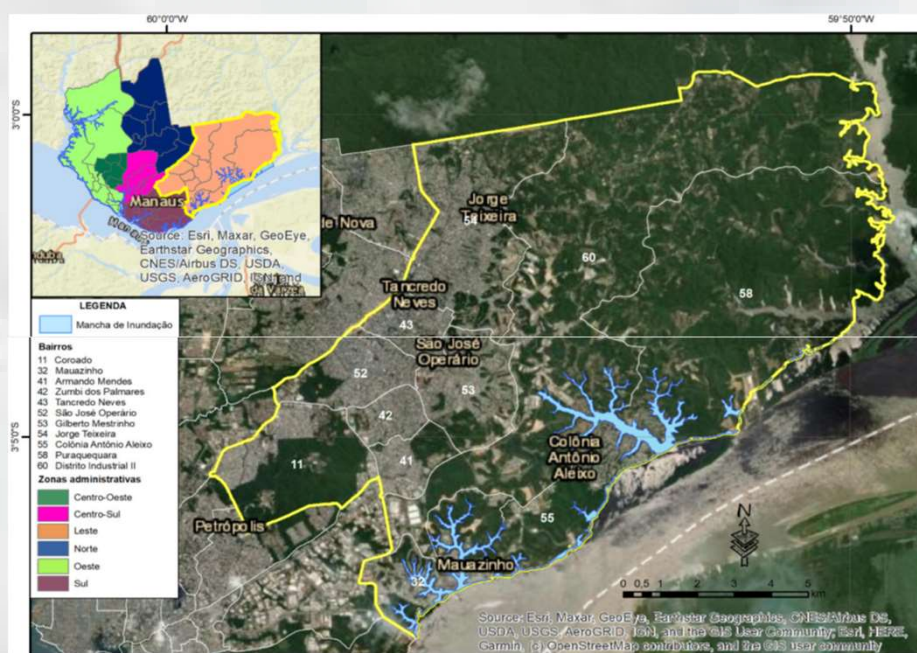 60°0'0"W
59°50'0"W
3°0'0"S
3°5'0"S
Manaus
Source: Esri, Maxar, GeoEye,
Earthstar Geographics,
CNES/Airbus DS, USDA,
USGS, AeroGRID, IGN, and
LEGENDA
Mancha de Inundação
Bairros
11 Coroado
32 Mauazinho
41 Armando Mendes
42 Zumbi dos Palmares
43 Tancredo Neves
52 São José Operário
53 Gilberto Mestrinho
54 Jorge Teixeira
55 Colônia Antônio Aleixo
58 Puraquequara
60 Distrito Industrial II
Zonas administrativas
Centro-Oeste
Centro-Sul
Leste
Norte
Oeste
Sul
de Nova
Jorge
Teixeira
54
60
58
Tancredo
Neves
43
São José
Operário
52
53
42
41
11
Colônia
Antônio
Aleixo
55
Petrópolis
Mauazinho
32
N
0 0,5 1 2 3 4 5
km
Source: Esri, Maxar, GeoEye, Earthstar Geographics, CNES/Airbus DS,
USDA, USGS, AeroGRID, IGN, and the GIS User Community; Esri, HERE,
Garmin, (c) OpenStreetMap contributors, and the GIS user community